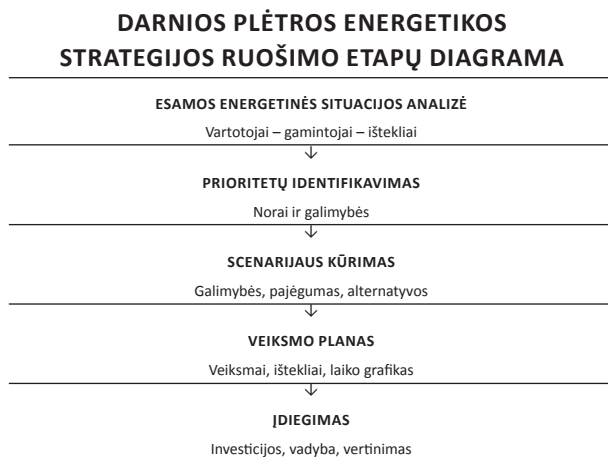 DARNIOS PLĖTROS ENERGETIKOS
STRATEGIJOS RUOŠIMO ETAPŲ DIAGRAMA
ESAMOS ENERGETINĖS SITUACIJOS ANALIZĖ
Vartotojai – gamintojai – ištekliai
PRIORITETŲ IDENTIFIKAVIMAS
Norai ir galimybės
SCENARIJAUS KŪRIMAS
Galimybės, pajėgumas, alternatyvos
VEIKSMO PLANAS
Veiksmai, ištekliai, laiko grafikas
ĮDIEGIMAS
Investicijos, vadyba, vertinimas